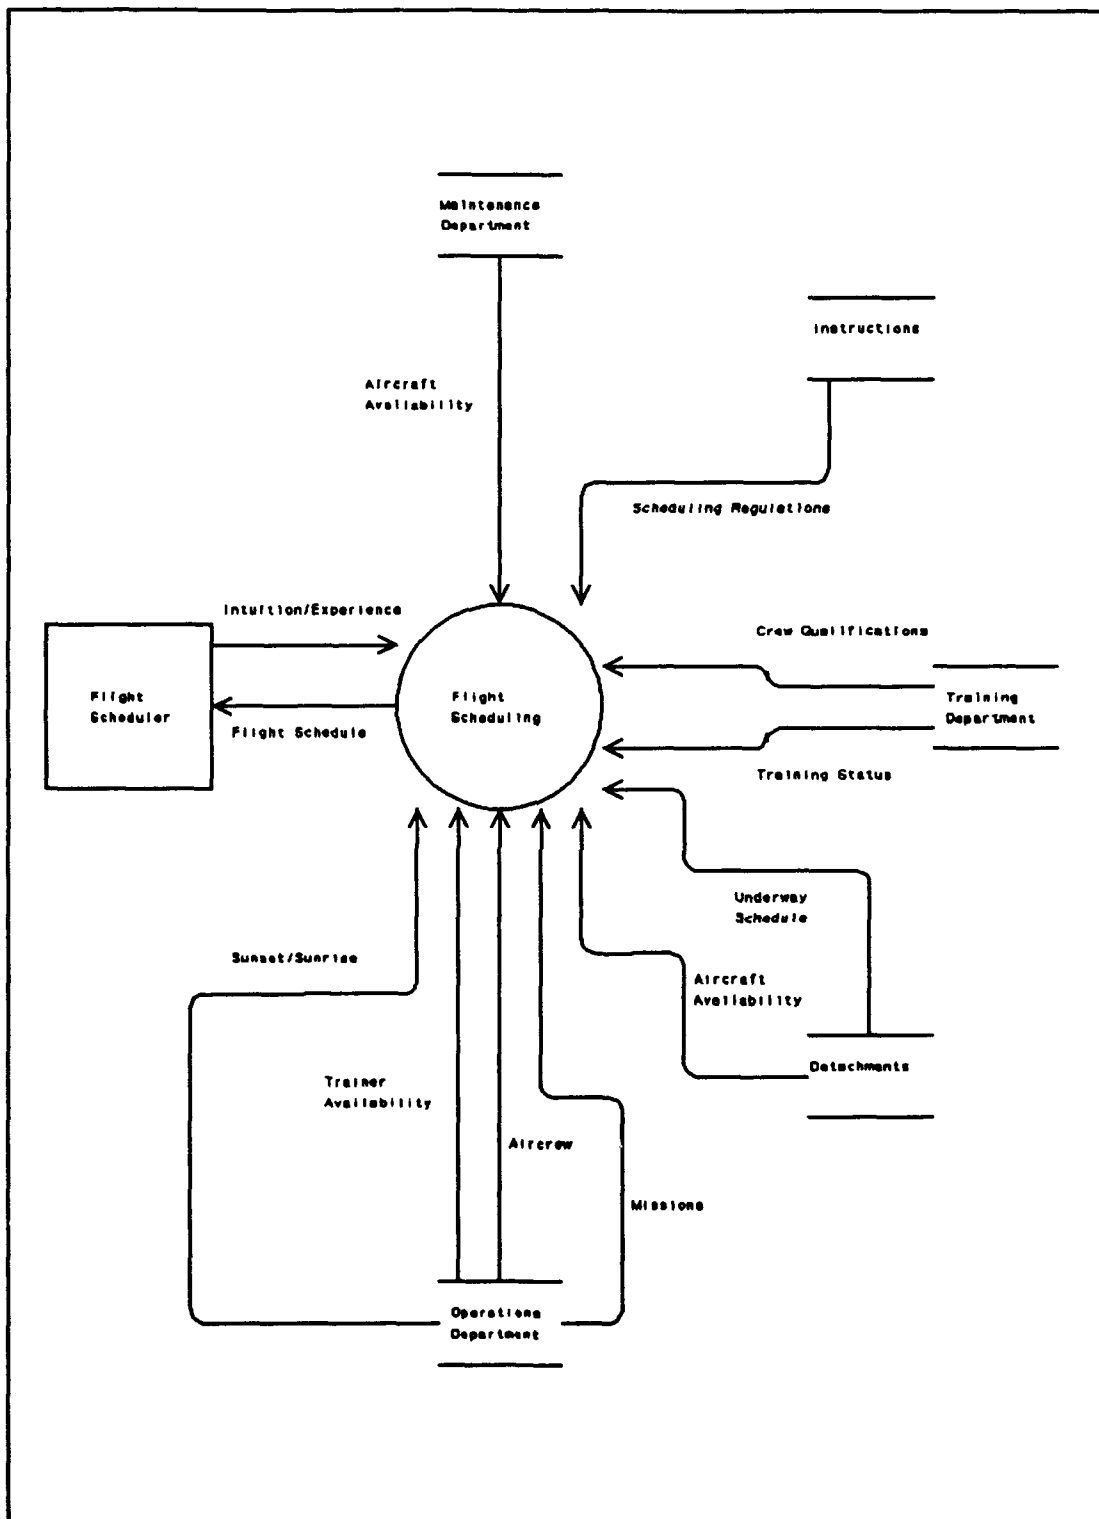 Maintenance
Department
Instructions
Aircraft
Availability
Scheduling Regulations
Intuition/Experience
Crew Qualifications
Flight
Scheduler
Flight
Scheduling
Training
Department
Flight Schedule
Training Status
Underway
Schedule
Sunset/Sunrise
Aircraft
Availability
Detachments
Trainer
Availability
Aircrew
Missions
Operations
Department